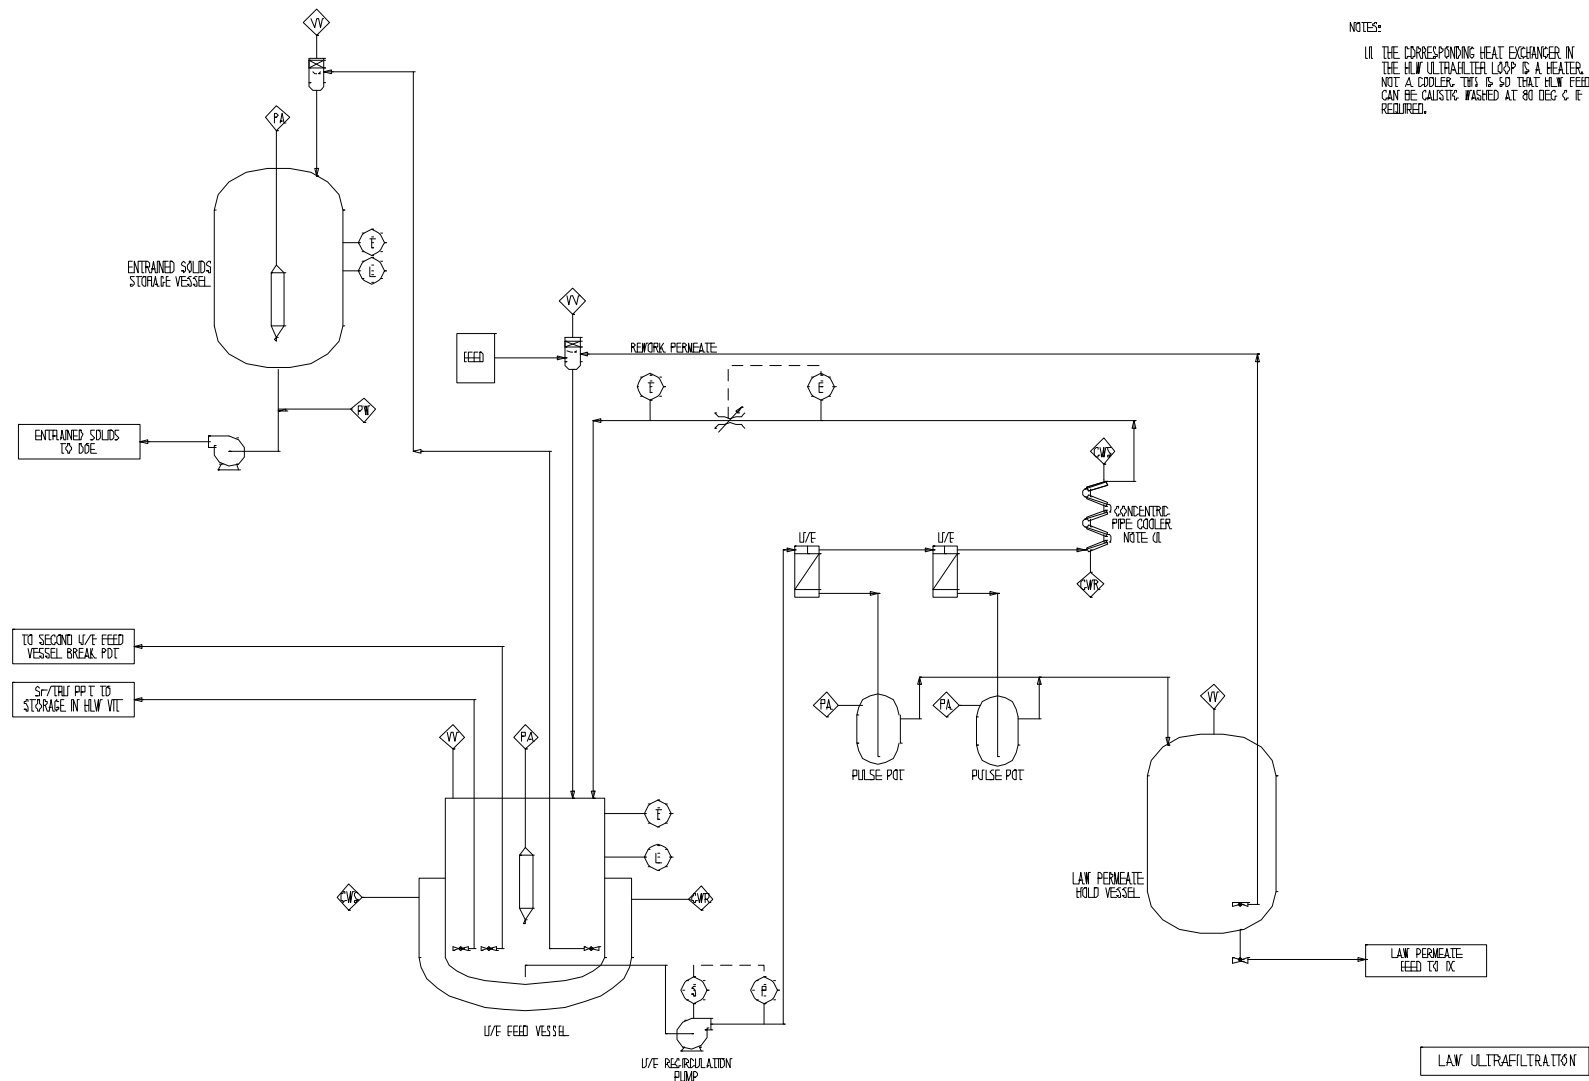 NOTES:
(1) THE CORRESPONDING HEAT EXCHANGER IN
THE HLW ULTRAFILTER LOOP IS A HEATER,
NOT A COOLER. THIS IS SO THAT HLW FEED
CAN BE CAUSTIC WASHED AT 80 DEG C IF
REQUIRED.
VV
PA
T
L
ENTRAINED SOLIDS
STORAGE VESSEL
PW
ENTRAINED SOLIDS
TO DOE
VV
FEED
REWORK PERMEATE
T
F
CWS
CONCENTRIC
PIPE COOLER
NOTE (1)
CWR
U/F
U/F
TO SECOND U/F FEED
VESSEL BREAK POT
Sr/TRU PPT TO
STORAGE IN HLW VIT
PA
PA
PULSE POT
PULSE POT
VV
VV
PA
T
L
CWS
CWR
LAW PERMEATE
HOLD VESSEL
LAW PERMEATE
FEED TO IX
S
P
U/F FEED VESSEL
U/F RECIRCULATION
PUMP
LAW ULTRAFILTRATION